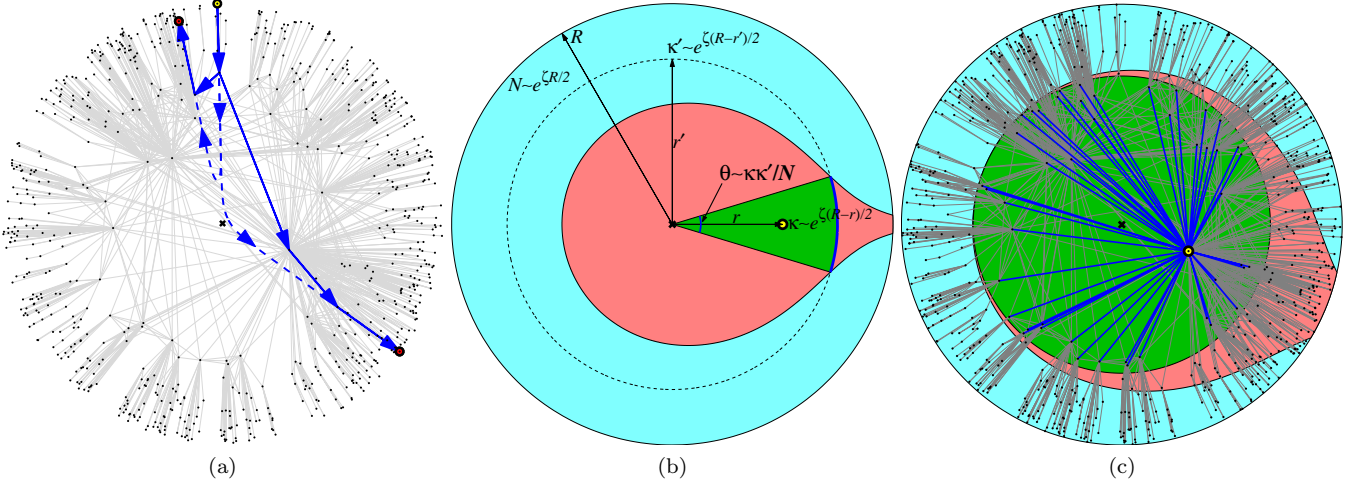 R
κ′~e^{ζ(R−r′)/2}
N~e^{ζR/2}
r′
θ~κκ′/N
r
κ~e^{ζ(R−r)/2}
(a)
(b)
(c)